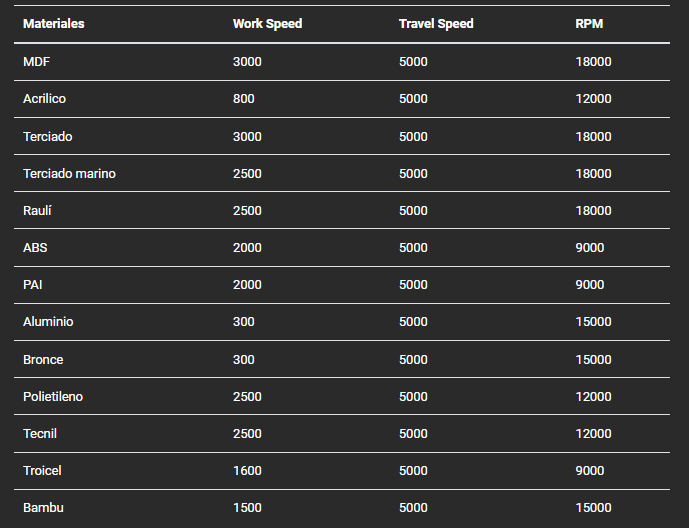 Materiales Work Speed Travel Speed RPM
MDF 3000 5000 18000
Acrilico 800 5000 12000
Terciado 3000 5000 18000
Terciado marino 2500 5000 18000
Raulí 2500 5000 18000
ABS 2000 5000 9000
PAI 2000 5000 9000
Aluminio 300 5000 15000
Bronce 300 5000 15000
Polietileno 2500 5000 12000
Tecnil 2500 5000 12000
Troicel 1600 5000 9000
Bambu 1500 5000 15000